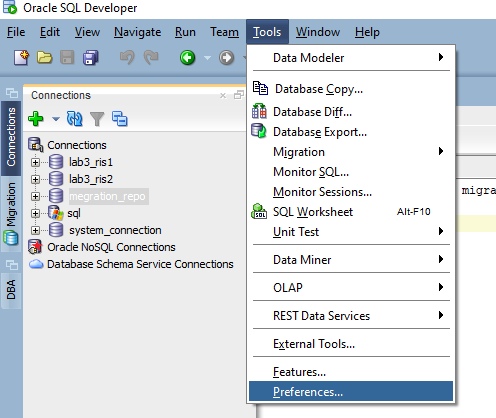 Oracle SQL Developer
File Edit View Navigate Run Team Tools Window Help
Connections
Connections
lab3_ris1
lab3_ris2
megration_repo
sql
system_connection
Oracle NoSQL Connections
Database Schema Service Connections
Connections
Migration
DBA
Data Modeler
Database Copy...
Database Diff...
Database Export...
Migration
Monitor SQL...
Monitor Sessions...
SQL Worksheet Alt-F10
Unit Test
Data Miner
OLAP
REST Data Services
External Tools...
Features...
Preferences...
migra